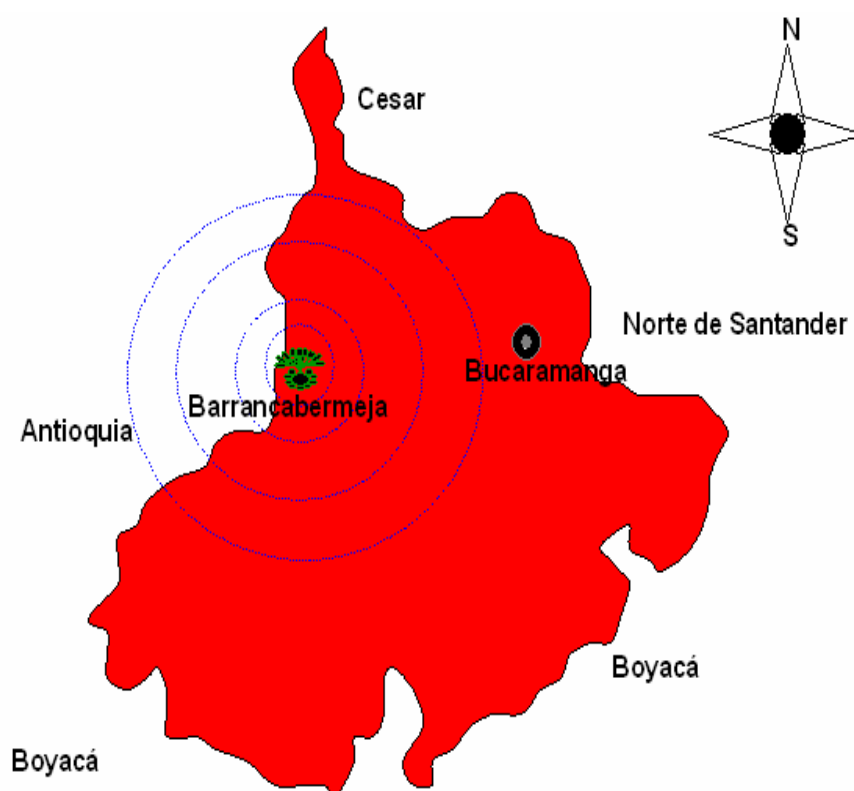 N
Cesar
S
Norte de Santander
Bucaramanga
Barrancabermeja
Antioquia
Boyacá
Boyacá